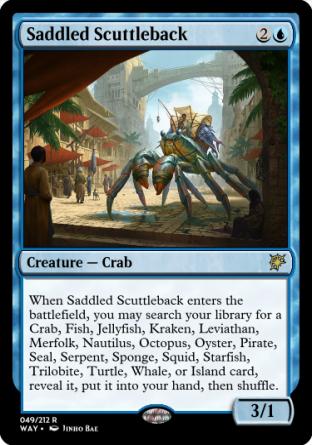 Saddled Scuttleback 2
Creature — Crab
When Saddled Scuttleback enters the
battlefield, you may search your library for a
Crab, Fish, Jellyfish, Kraken, Leviathan,
Merfolk, Nautilus, Octopus, Oyster, Pirate,
Seal, Serpent, Sponge, Squid, Starfish,
Trilobite, Turtle, Whale, or Island card,
reveal it, put it into your hand, then shuffle.
3/1
049/212 R
WAY • Jinho Bae